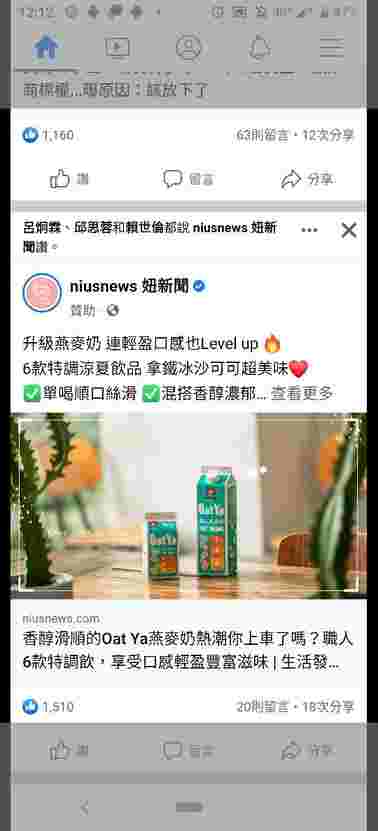 12:12
商標權...曝原因：該放下了
1,160
63則留言・12次分享
讚 留言 分享
呂炯霖、邱思蓉和賴世倫都說 niusnews 妞新
聞讚。
niusnews 妞新聞
贊助・
升級燕麥奶 連輕盈口感也Level up 🔥
6款特調涼夏飲品 拿鐵冰沙可可超美味❤️
✅單喝順口絲滑 ✅混搭香醇濃郁... 查看更多
Oat Ya
Oat Ya
niusnews.com
香醇滑順的Oat Ya燕麥奶熱潮你上車了嗎？職人
6款特調飲，享受口感輕盈豐富滋味 | 生活發...
1,510
20則留言・18次分享
讚 留言 分享